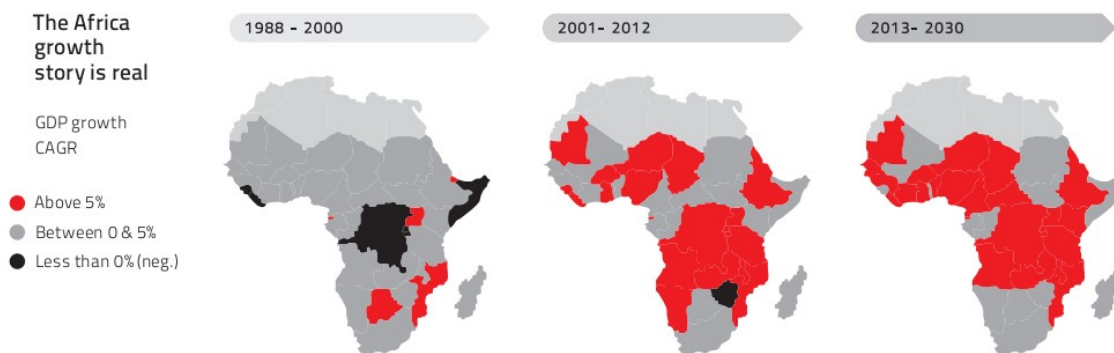 The Africa
growth
story is real
GDP growth
CAGR
Above 5%
Between 0 & 5%
Less than 0% (neg.)
1988 - 2000
2001- 2012
2013- 2030